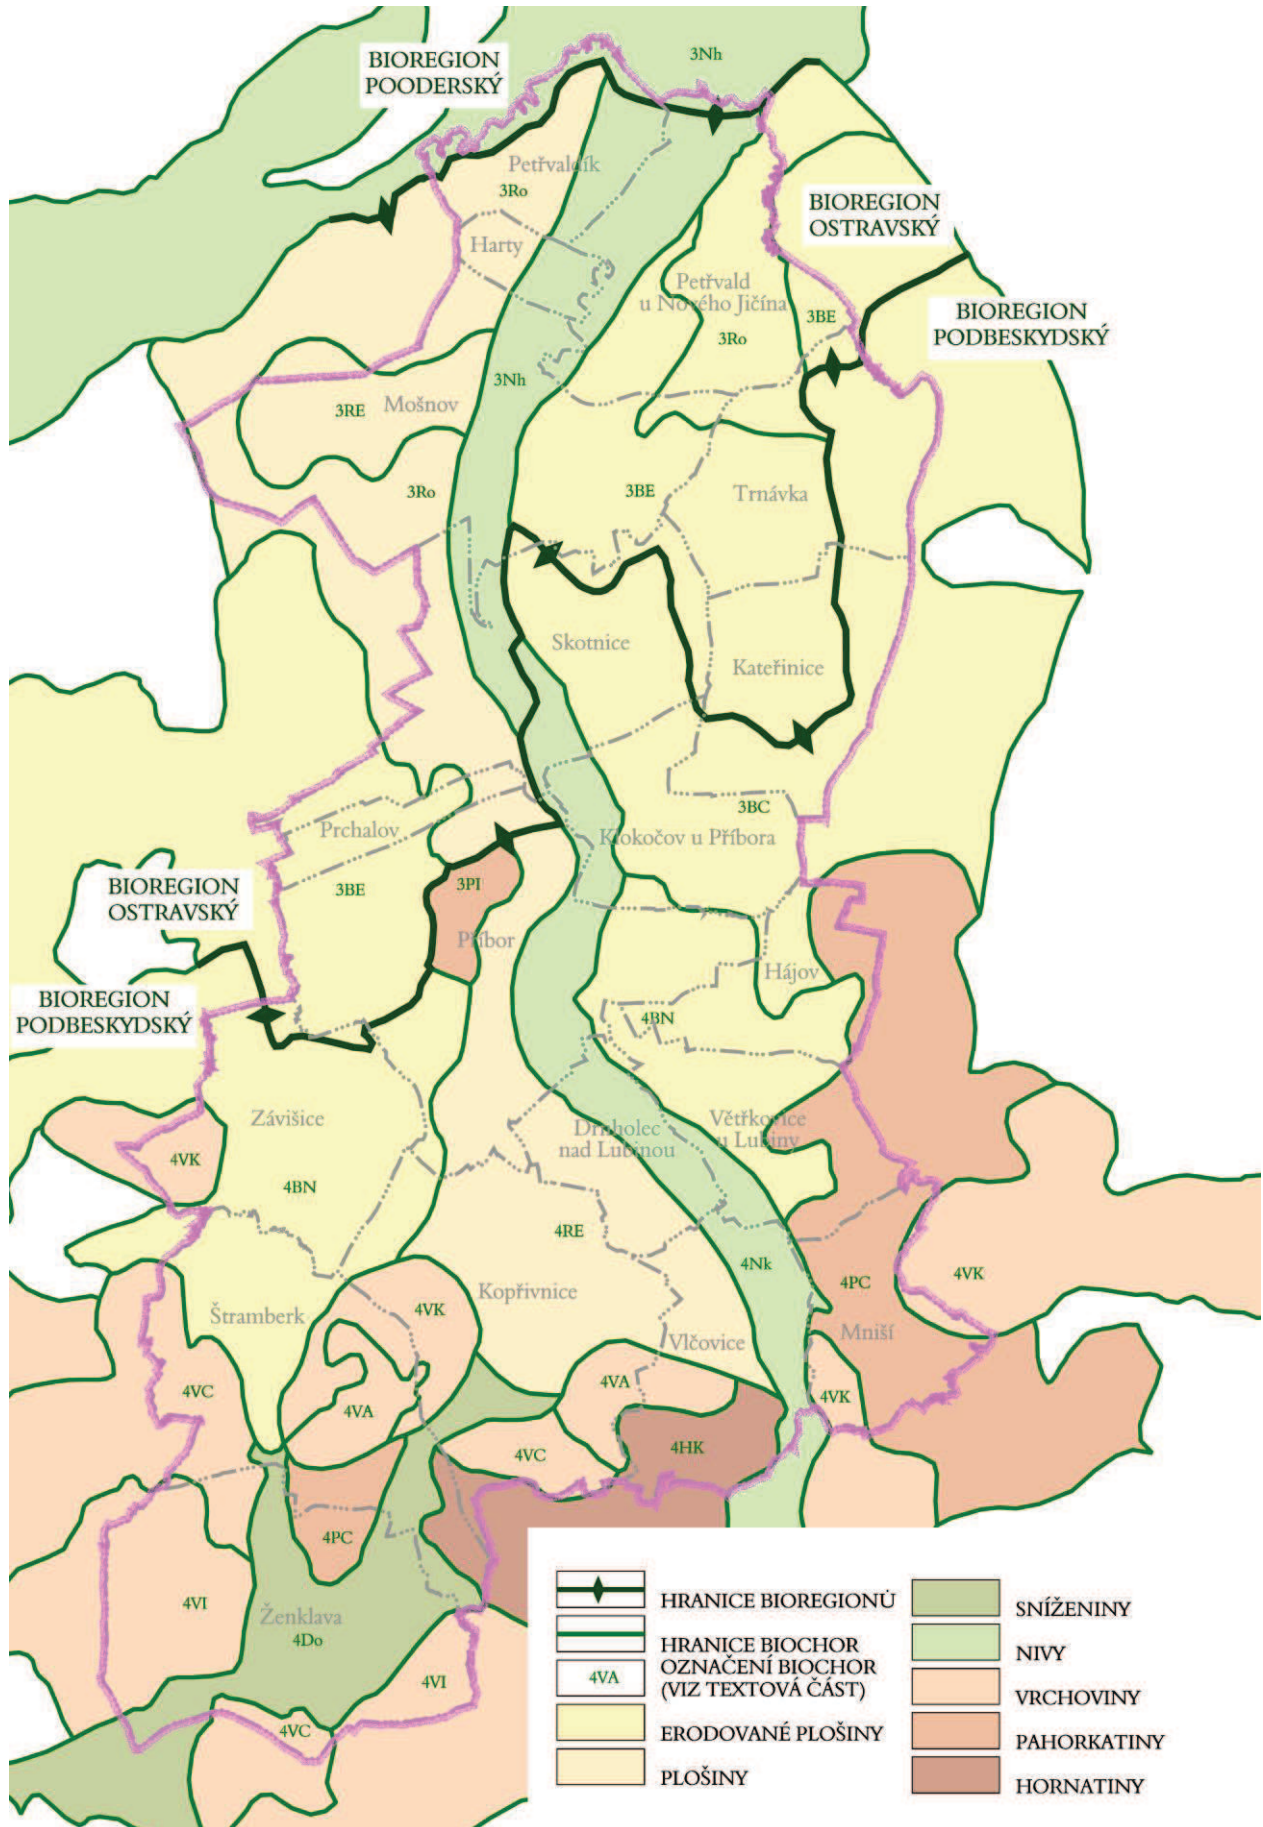 3Nh
BIOREGION
POODERSKÝ
Petřvaldík
3Ro
BIOREGION
OSTRAVSKÝ
Harty
Petřvald
u Nového Jičína
3BE
BIOREGION
PODBESKYDSKÝ
3Ro
3Nh
3RE
Mošnov
3Ro
3BE
Trnávka
Skotnice
Kateřinice
3BC
Prchalov
Klokočov u Příbora
BIOREGION
OSTRAVSKÝ
3BE
3PI
Příbor
Hájov
BIOREGION
PODBESKYDSKÝ
4BN
Závišice
Drnholec
nad Lubinou
Větřkovice
u Lubiny
4VK
4BN
4RE
4Nk
4PC
4VK
Kopřivnice
Štramberk
4VK
Mniší
Vlčovice
4VC
4VA
4VK
4VA
4VC
4HK
4PC
4VI
Ženklava
4Do
4VI
4VC
HRANICE BIOREGIONŮ
HRANICE BIOCHOR
4VA
OZNAČENÍ BIOCHOR
(VIZ TEXTOVÁ ČÁST)
ERODOVANÉ PLOŠINY
PLOŠINY
SNÍŽENINY
NIVY
VRCHOVINY
PAHORKATINY
HORNATINY